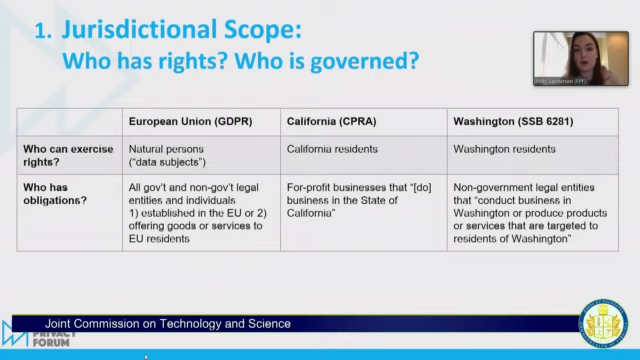 1. Jurisdictional Scope:
Who has rights? Who is governed?
European Union (GDPR) California (CPRA) Washington (SSB 6281)
Who can exercise rights? Natural persons ("data subjects") California residents Washington residents
Who has obligations?
All gov't and non-gov't legal
entities and individuals
1) established in the EU or 2)
offering goods or services to
EU residents
For-profit businesses that "[do]
business in the State of
California"
Non-government legal entities
that "conduct business in
Washington or produce products
or services that are targeted to
residents of Washington"
Joint Commission on Technology and Science
PRIVACY
FORUM